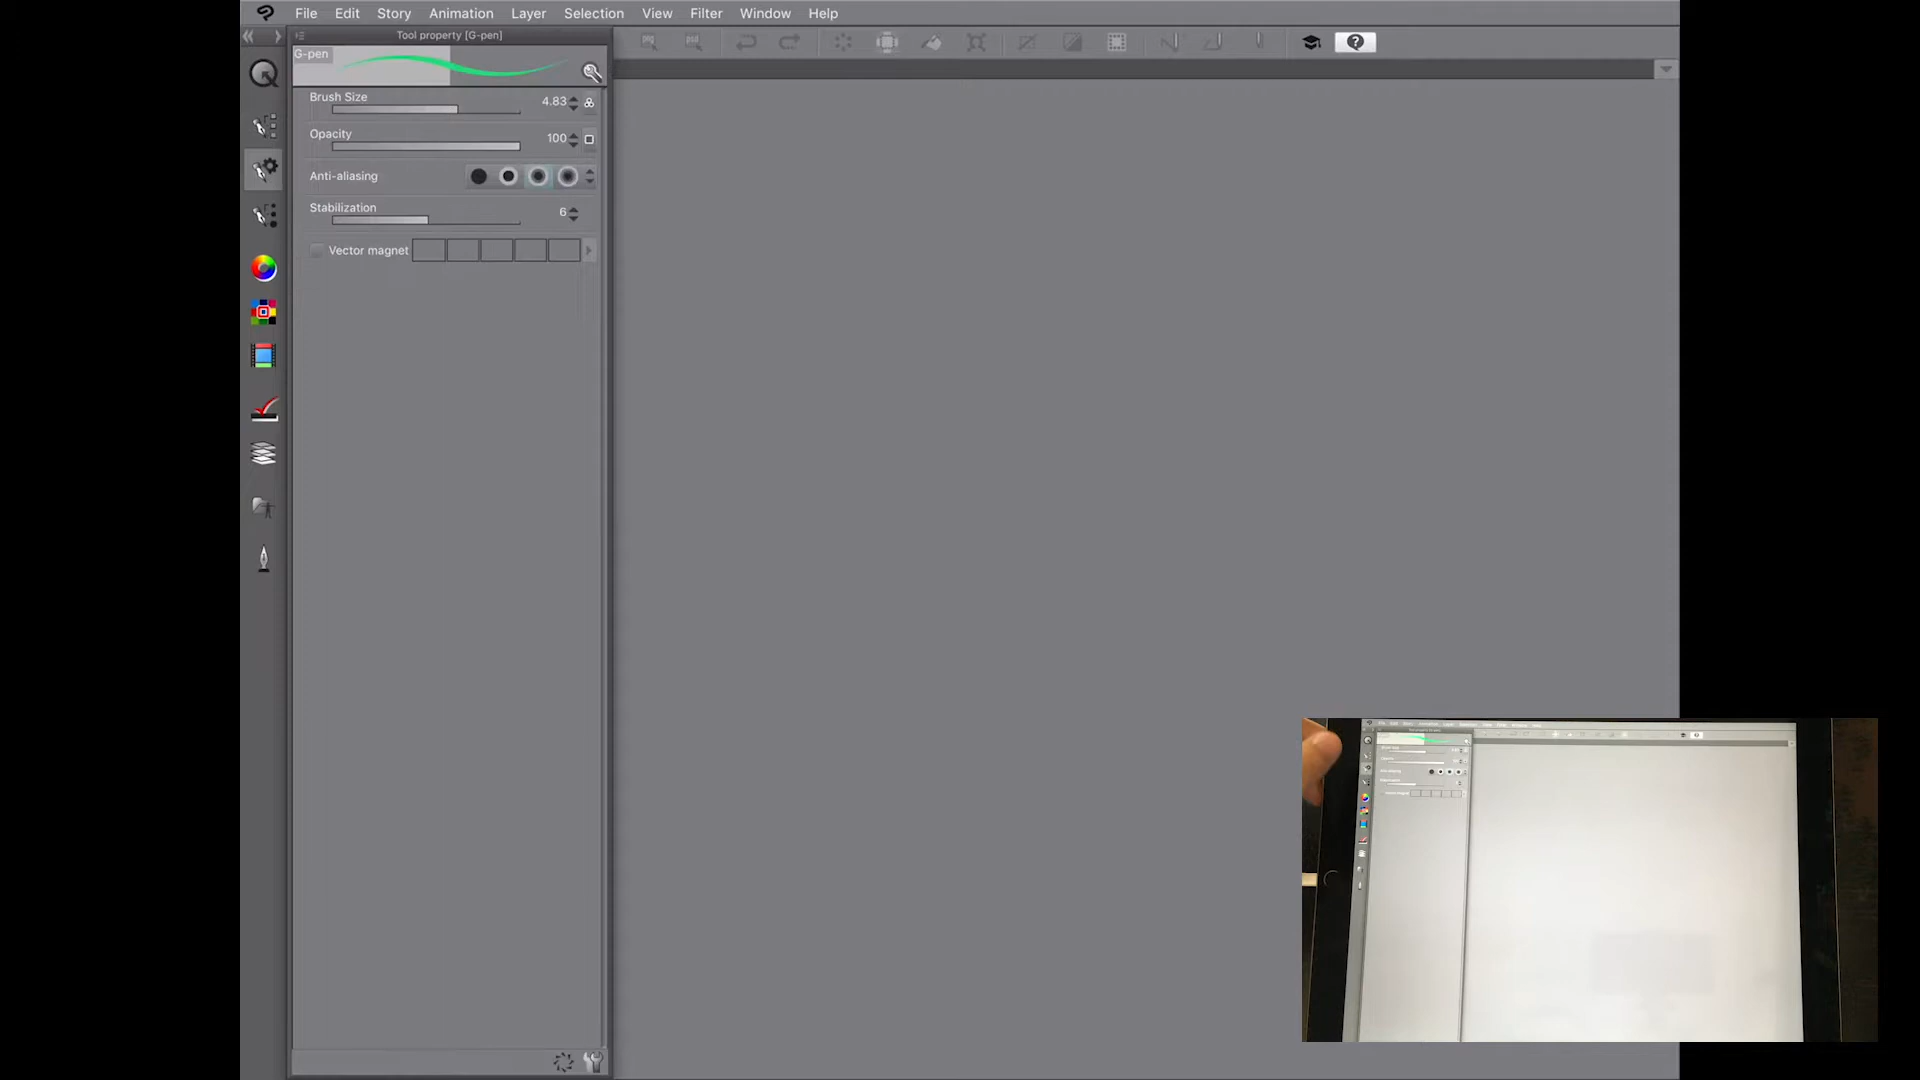 File Edit Story Animation Layer Selection View Filter Window Help
Tool property [G-pen]
G-pen
Brush Size 4.83
Opacity 100
Anti-aliasing
Stabilization 6
Vector magnet